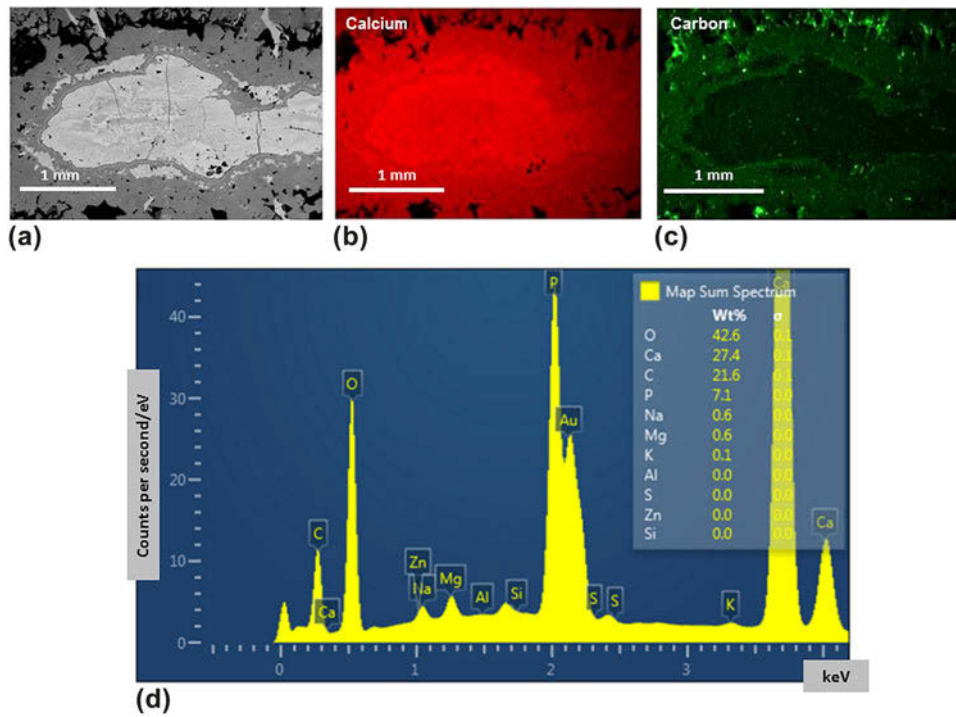 Calcium
Carbon
1 mm
1 mm
1 mm
(a)
(b)
(c)
P
Ca
Map Sum Spectrum
Wt% σ
O 42.6 0.1
Ca 27.4 0.1
C 21.6 0.1
P 7.1 0.0
Na 0.6 0.0
Mg 0.6 0.0
K 0.1 0.0
Al 0.0 0.0
S 0.0 0.0
Zn 0.0 0.0
Si 0.0 0.0
40
30
20
10
0
Counts per second/eV
O
Au
C
Ca
Zn
Na
Mg
Al
Si
S
S
K
Ca
0
1
2
3
keV
(d)